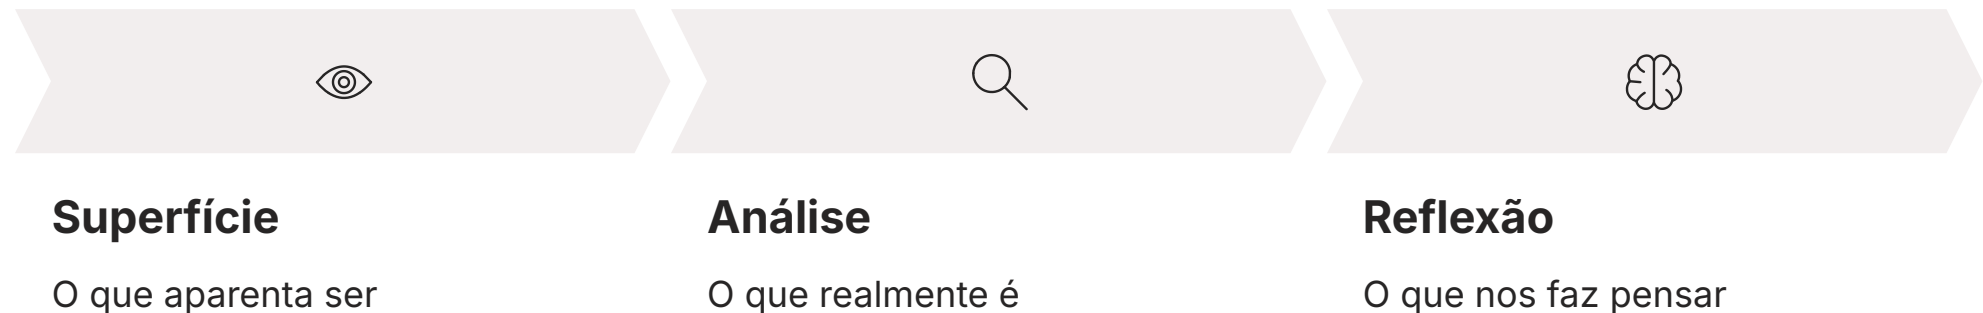 Superfície
O que aparenta ser
Análise
O que realmente é
Reflexão
O que nos faz pensar